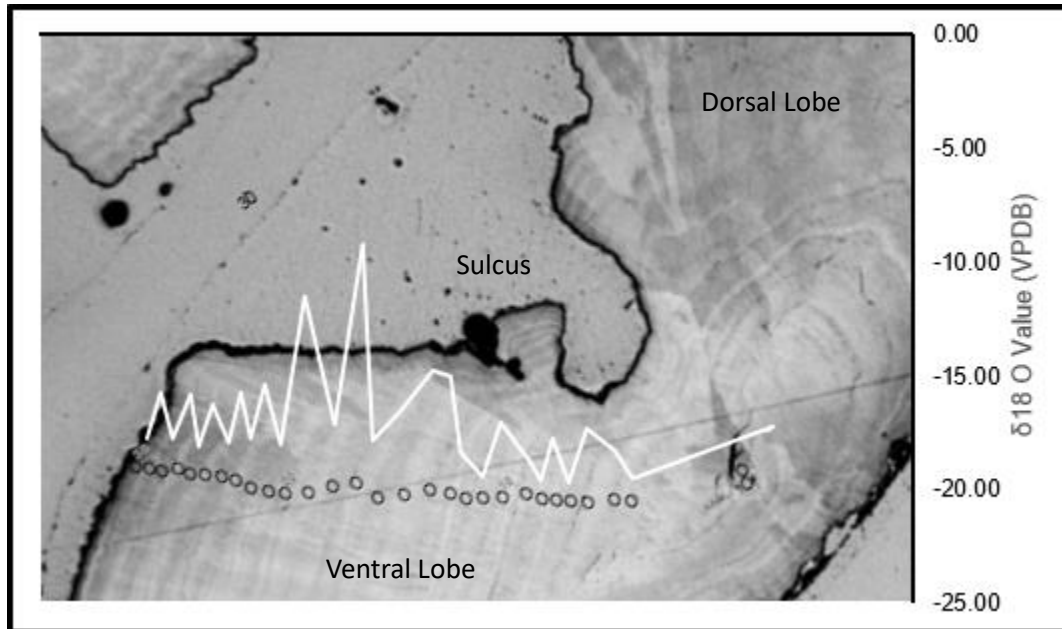 0.00
Dorsal Lobe
-5.00
30
-10.00
Sulcus
-15.00
δ18 O Value (VPDB)
-20.00
Ventral Lobe
-25.00